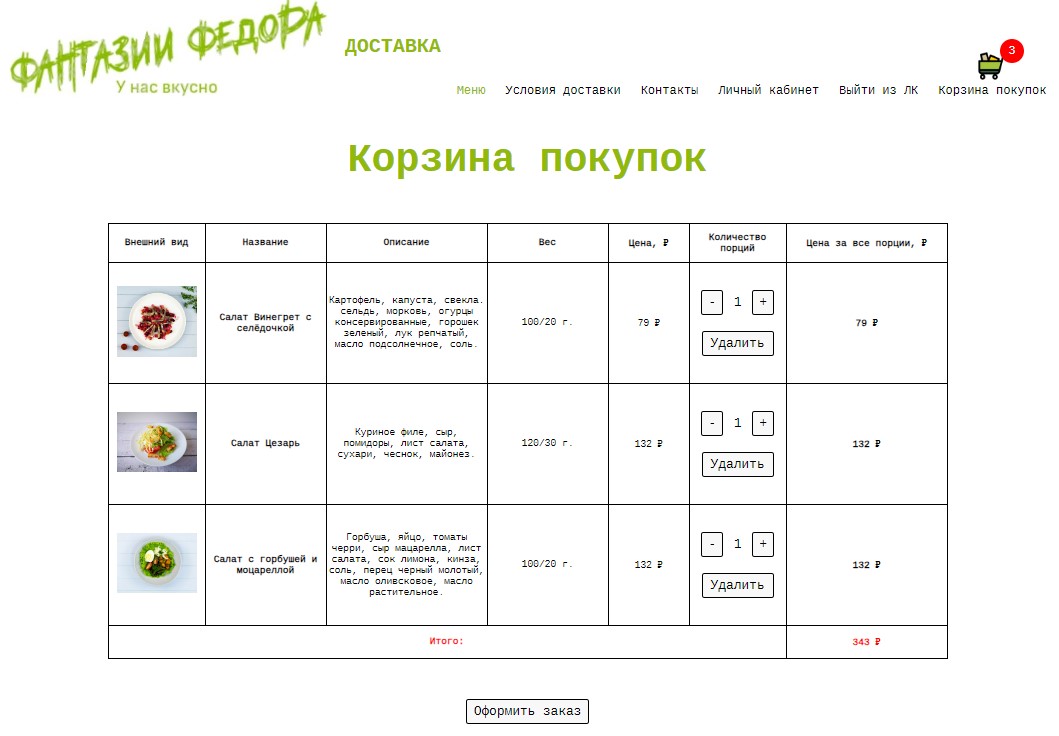 ФАНТАЗИИ ФЕДОРА
У нас вкусно
ДОСТАВКА
3
Меню Условия доставки Контакты Личный кабинет Выйти из ЛК Корзина покупок
Корзина покупок
Внешний вид Название Описание Вес Цена, ₽ Количество порций Цена за все порции, ₽
Салат Винегрет с
селёдочкой
Картофель, капуста, свекла.
сельдь, морковь, огурцы
консервированные, горошек
зеленый, лук репчатый,
масло подсолнечное, соль.
100/20 г.
79 ₽
- 1 +
Удалить
79 ₽
Салат Цезарь
Куриное филе, сыр,
помидоры, лист салата,
сухари, чеснок, майонез.
120/30 г.
132 ₽
- 1 +
Удалить
132 ₽
Салат с горбушей и
моцареллой
Горбуша, яйцо, томаты
черри, сыр мацарелла, лист
салата, сок лимона, кинза,
соль, перец черный молотый,
масло оливсковое, масло
растительное.
100/20 г.
132 ₽
- 1 +
Удалить
132 ₽
Итого: 343 ₽
Оформить заказ